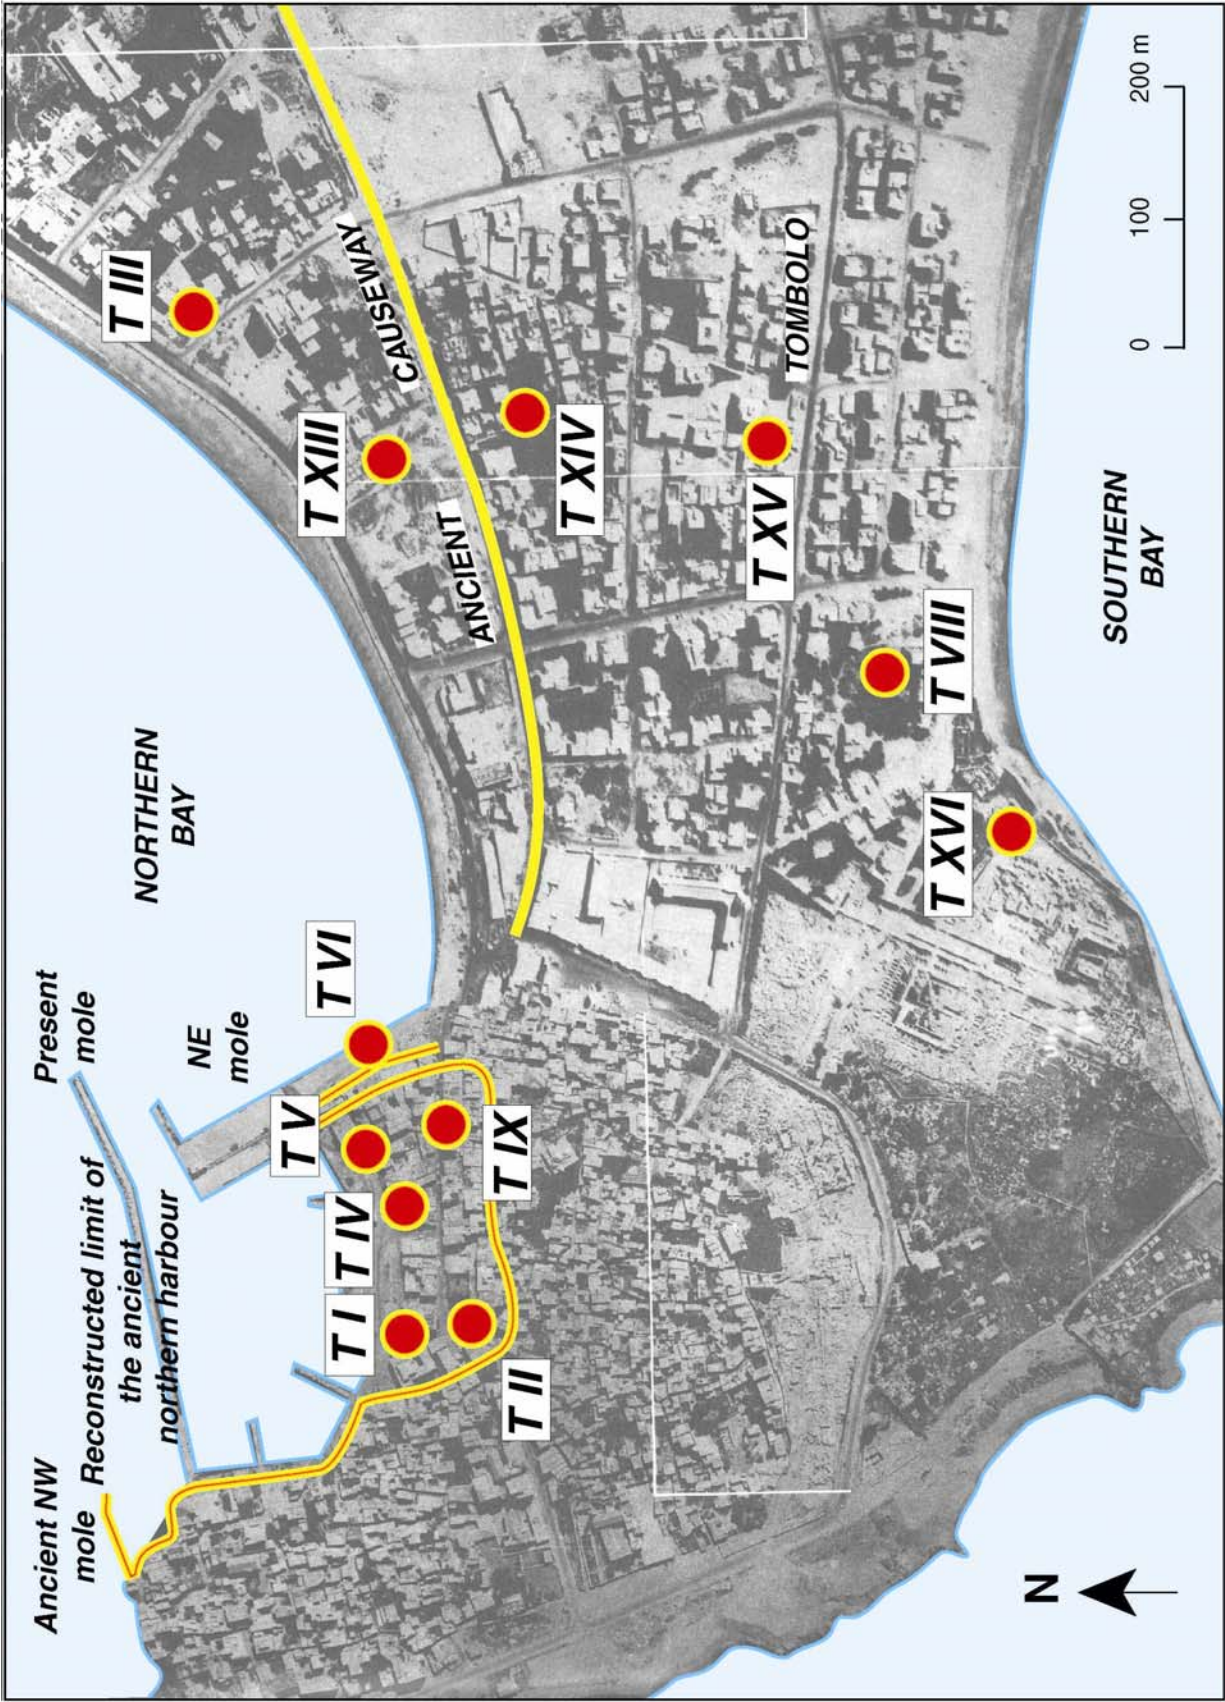 Ancient NW
mole
Reconstructed limit of
the ancient
northern harbour
Present
mole
NE
mole
NORTHERN
BAY
T I
T IV
T V
T VI
T II
T IX
T III
T XIII
ANCIENT
CAUSEWAY
T XIV
T XV
TOMBOLO
T XVI
T VIII
SOUTHERN
BAY
N
0 100 200 m